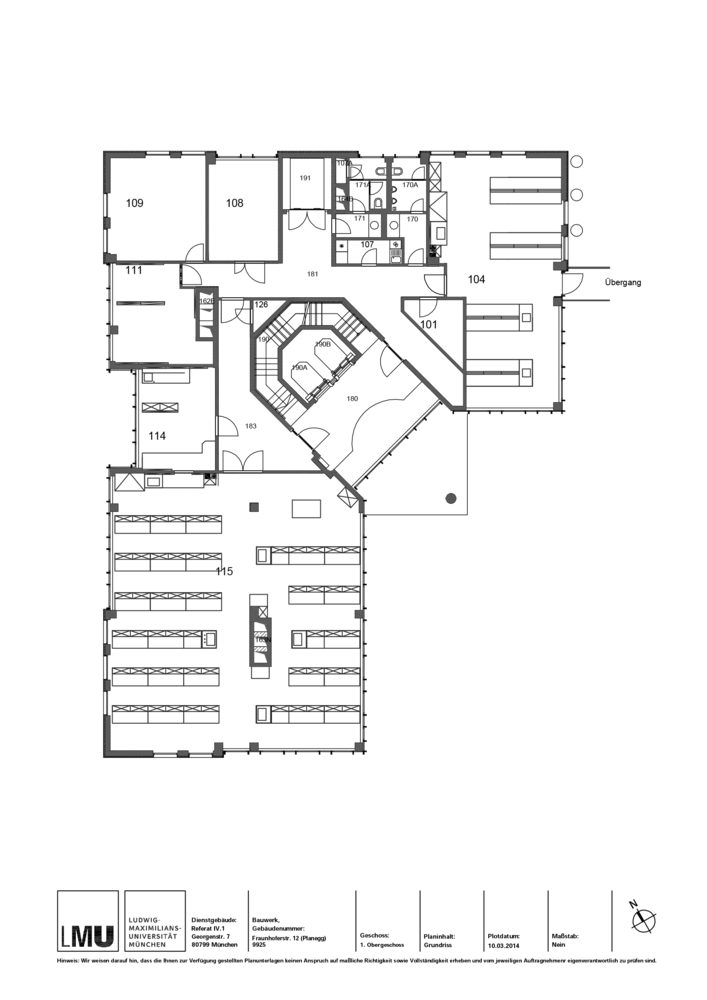 191
171A
170A
109
108
171
170
107
111
181
104
Übergang
162B
126
101
190
190B
190A
180
114
183
115
163N
LMU
LUDWIG-
MAXIMILIANS-
UNIVERSITÄT
MÜNCHEN
Dienstgebäude:
Referat IV.1
Georgenstr. 7
80799 München
Bauwerk,
Gebäudenummer:
Fraunhoferstr. 12 (Planegg)
9925
Geschoss:
1. Obergeschoss
Planinhalt:
Grundriss
Plotdatum:
10.03.2014
Maßstab:
Nein
N
Hinweis: Wir weisen darauf hin, dass die Ihnen zur Verfügung gestellten Planunterlagen keinen Anspruch auf maßliche Richtigkeit sowie Vollständigkeit erheben und vom jeweiligen Auftragnehmenr eigenverantwortlich zu prüfen sind.